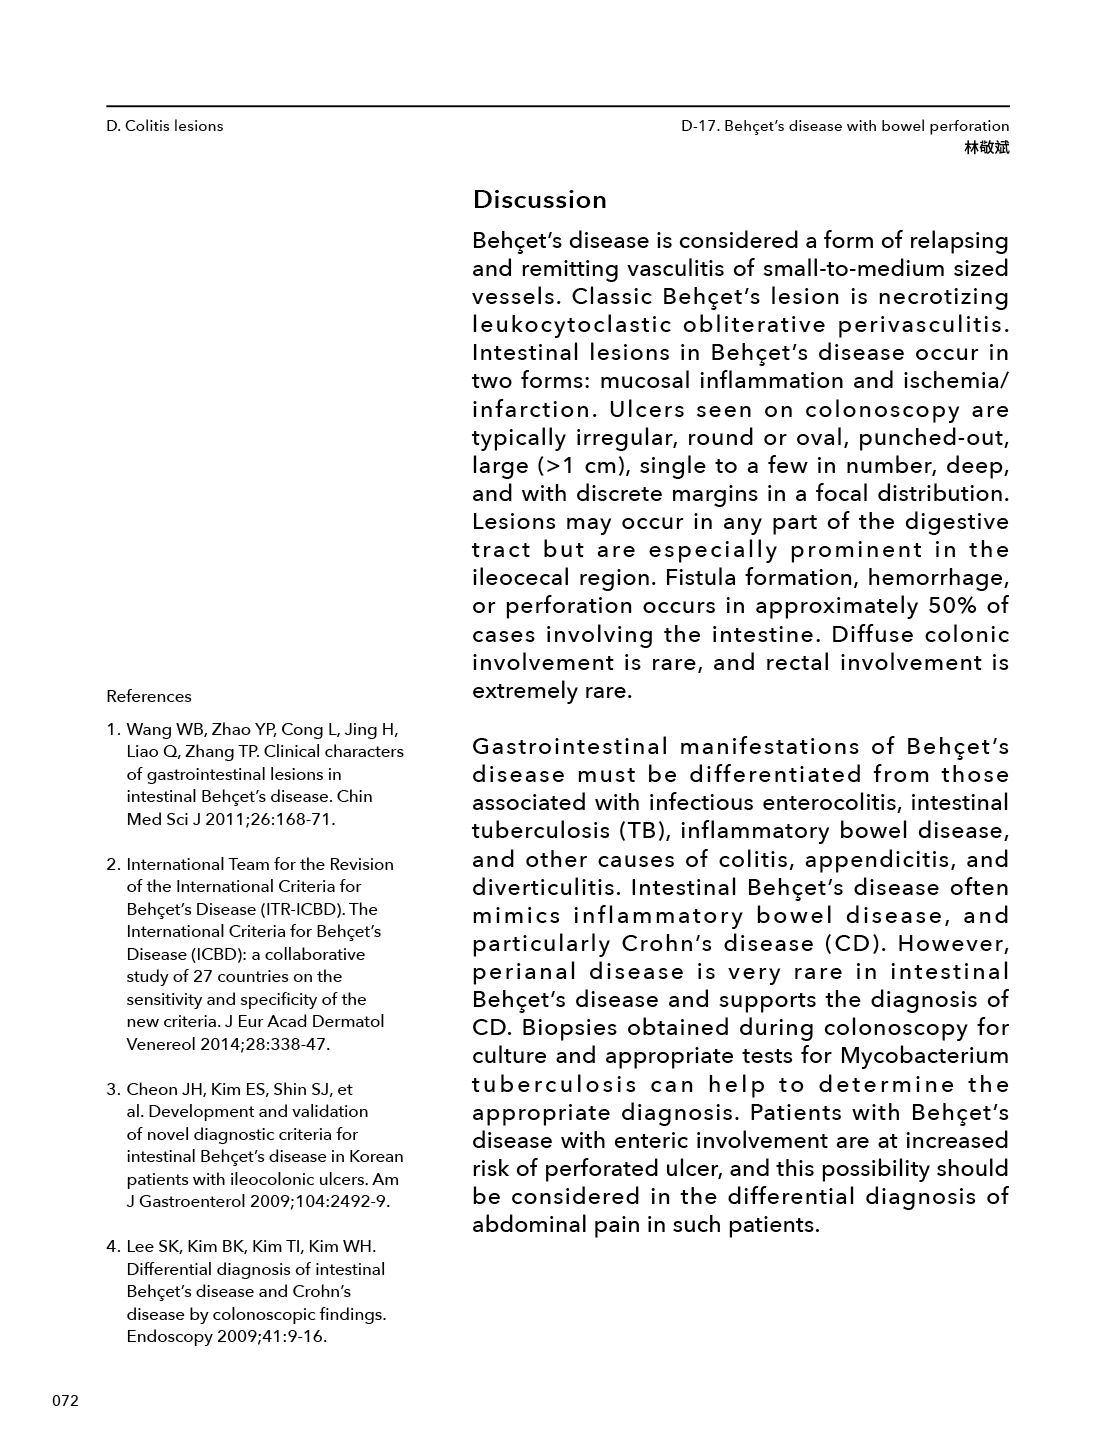 D. Colitis lesions
D-17. Behçet’s disease with bowel perforation
林敬斌
Discussion
Behçet’s disease is considered a form of relapsing
and remitting vasculitis of small-to-medium sized
vessels. Classic Behçet’s lesion is necrotizing
leukocytoclastic obliterative perivasculitis.
Intestinal lesions in Behçet’s disease occur in
two forms: mucosal inflammation and ischemia/
infarction. Ulcers seen on colonoscopy are
typically irregular, round or oval, punched-out,
large (>1 cm), single to a few in number, deep,
and with discrete margins in a focal distribution.
Lesions may occur in any part of the digestive
tract but are especially prominent in the
ileocecal region. Fistula formation, hemorrhage,
or perforation occurs in approximately 50% of
cases involving the intestine. Diffuse colonic
involvement is rare, and rectal involvement is
extremely rare.
Gastrointestinal manifestations of Behçet’s
disease must be differentiated from those
associated with infectious enterocolitis, intestinal
tuberculosis (TB), inflammatory bowel disease,
and other causes of colitis, appendicitis, and
diverticulitis. Intestinal Behçet’s disease often
mimics inflammatory bowel disease, and
particularly Crohn’s disease (CD). However,
perianal disease is very rare in intestinal
Behçet’s disease and supports the diagnosis of
CD. Biopsies obtained during colonoscopy for
culture and appropriate tests for Mycobacterium
tuberculosis can help to determine the
appropriate diagnosis. Patients with Behçet’s
disease with enteric involvement are at increased
risk of perforated ulcer, and this possibility should
be considered in the differential diagnosis of
abdominal pain in such patients.
References
1. Wang WB, Zhao YP, Cong L, Jing H,
Liao Q, Zhang TP. Clinical characters
of gastrointestinal lesions in
intestinal Behçet’s disease. Chin
Med Sci J 2011;26:168-71.
2. International Team for the Revision
of the International Criteria for
Behçet’s Disease (ITR-ICBD). The
International Criteria for Behçet’s
Disease (ICBD): a collaborative
study of 27 countries on the
sensitivity and specificity of the
new criteria. J Eur Acad Dermatol
Venereol 2014;28:338-47.
3. Cheon JH, Kim ES, Shin SJ, et
al. Development and validation
of novel diagnostic criteria for
intestinal Behçet’s disease in Korean
patients with ileocolonic ulcers. Am
J Gastroenterol 2009;104:2492-9.
4. Lee SK, Kim BK, Kim TI, Kim WH.
Differential diagnosis of intestinal
Behçet’s disease and Crohn’s
disease by colonoscopic findings.
Endoscopy 2009;41:9-16.
072